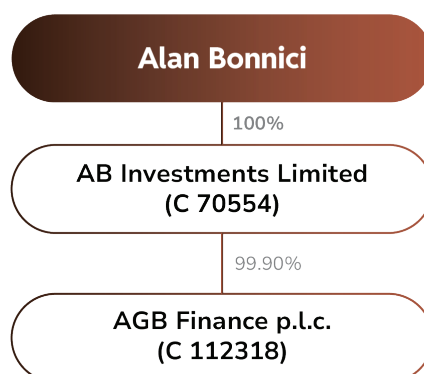 Alan Bonnici
100%
AB Investments Limited
(C 70554)
99.90%
AGB Finance p.l.c.
(C 112318)